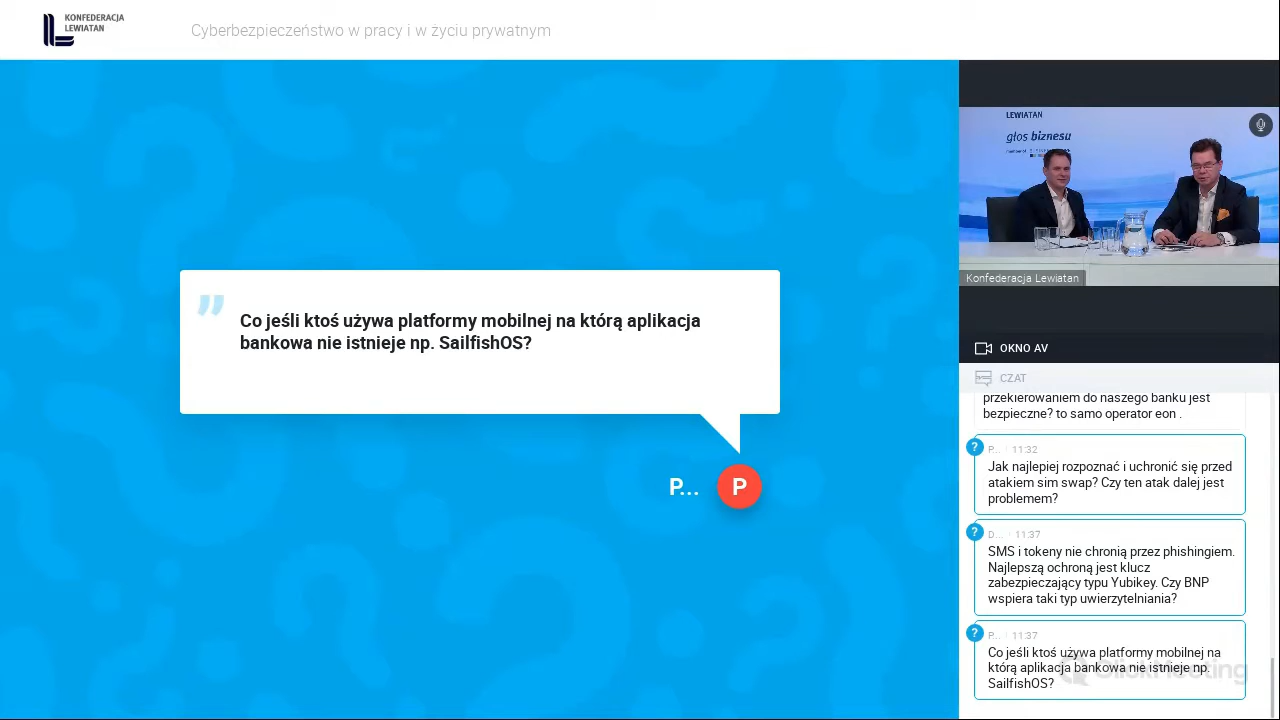 KONFEDERACJA
LEWIATAN
Cyberbezpieczeństwo w pracy i w życiu prywatnym
Co jeśli ktoś używa platformy mobilnej na którą aplikacja
bankowa nie istnieje np. SailfishOS?
P...
P
LEWIATAN
głos biznesu
Konfederacja Lewiatan
OKNO AV
CZAT
przekierowaniem do naszego banku jest
bezpieczne? to samo operator eon .
?
P... 11:32
Jak najlepiej rozpoznać i uchronić się przed
atakiem sim swap? Czy ten atak dalej jest
problemem?
?
D... 11:37
SMS i tokeny nie chronią przez phishingiem.
Najlepszą ochroną jest klucz
zabezpieczający typu Yubikey. Czy BNP
wspiera taki typ uwierzytelniania?
?
P... 11:37
Co jeśli ktoś używa platformy mobilnej na
którą aplikacja bankowa nie istnieje np.
SailfishOS?
ClickMeeting